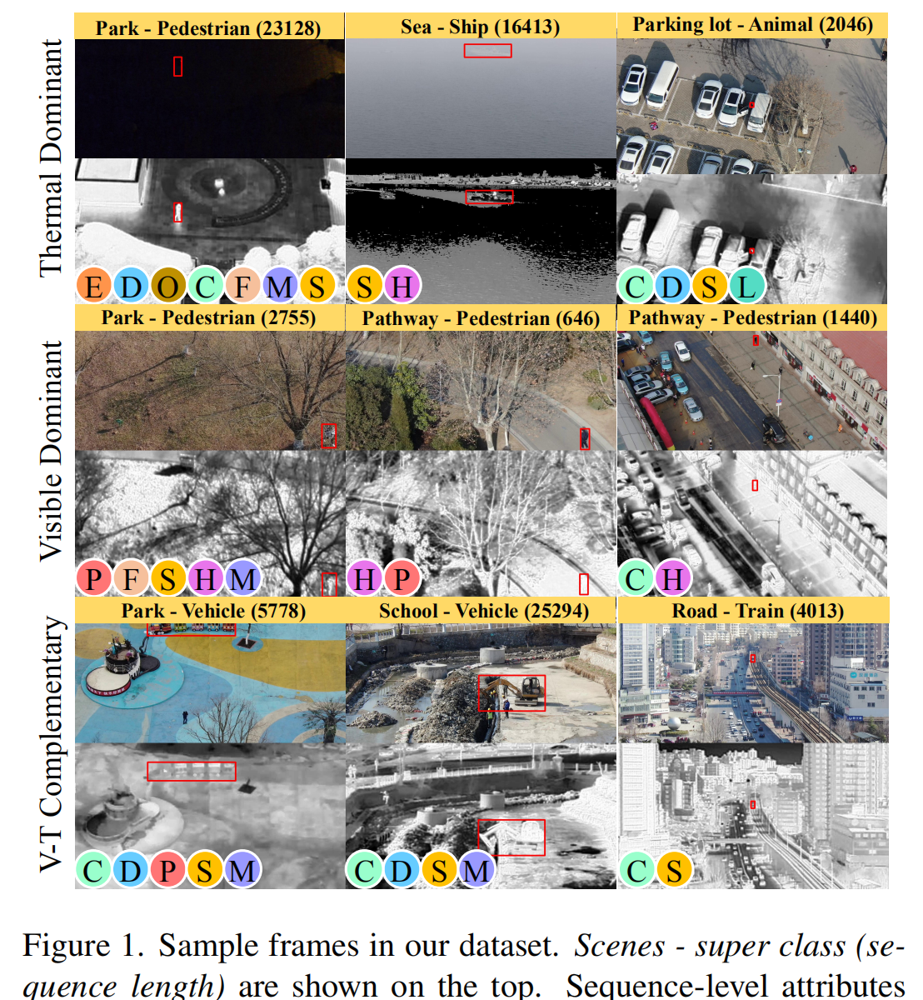 Thermal Dominant
Park - Pedestrian (23128)
Sea - Ship (16413)
Parking lot - Animal (2046)
E D O C F M S
S H
C D S L
Visible Dominant
Park - Pedestrian (2755)
Pathway - Pedestrian (646)
Pathway - Pedestrian (1440)
P F S H M
H P
C H
V-T Complementary
Park - Vehicle (5778)
School - Vehicle (25294)
Road - Train (4013)
C D P S M
C D S M
C S
Figure 1. Sample frames in our dataset. Scenes - super class (se-
quence length) are shown on the top. Sequence-level attributes